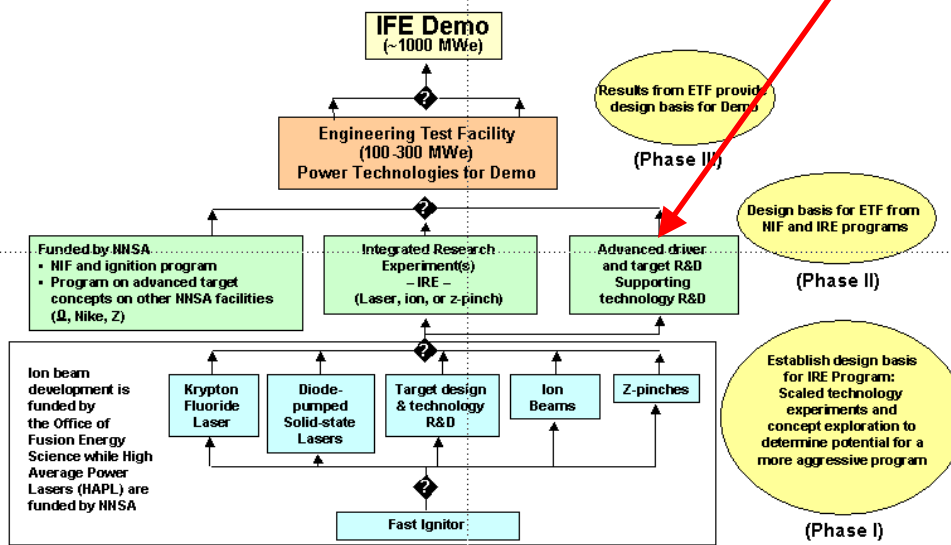 IFE Demo
(~1000 MWe)
?
Results from ETF provide
design basis for Demo
(Phase III)
Engineering Test Facility
(100-300 MWe)
Power Technologies for Demo
?
Design basis for ETF from
NIF and IRE programs
(Phase II)
Funded by NNSA
▪ NIF and ignition program
▪ Program on advanced target
concepts on other NNSA facilities
(Ω, Nike, Z)
Integrated Research
Experiment(s)
– IRE –
(Laser, ion, or z-pinch)
Advanced driver
and target R&D
Supporting
technology R&D
?
Ion beam
development is
funded by
the Office of
Fusion Energy
Science while High
Average Power
Lasers (HAPL) are
funded by NNSA
Krypton
Fluoride
Laser
Diode-
pumped
Solid-state
Lasers
Target design
& technology
R&D
Ion
Beams
Z-pinches
?
Fast Ignitor
Establish design basis
for IRE Program:
Scaled technology
experiments and
concept exploration to
determine potential for a
more aggressive program
(Phase I)